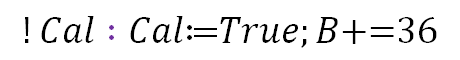 ! Cal : Cal:=True; B+=36